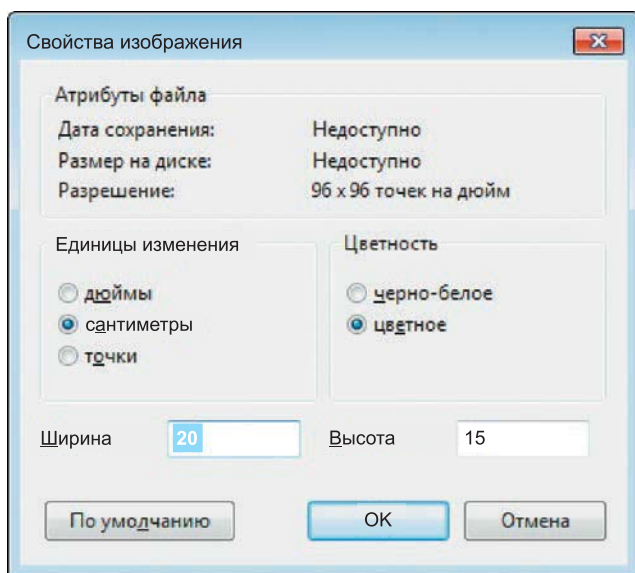 Свойства изображения
Атрибуты файла
Дата сохранения: Недоступно
Размер на диске: Недоступно
Разрешение: 96 x 96 точек на дюйм
Единицы изменения
дюймы
сантиметры
точки
Цветность
черно-белое
цветное
Ширина 20 Высота 15
По умолчанию OK Отмена